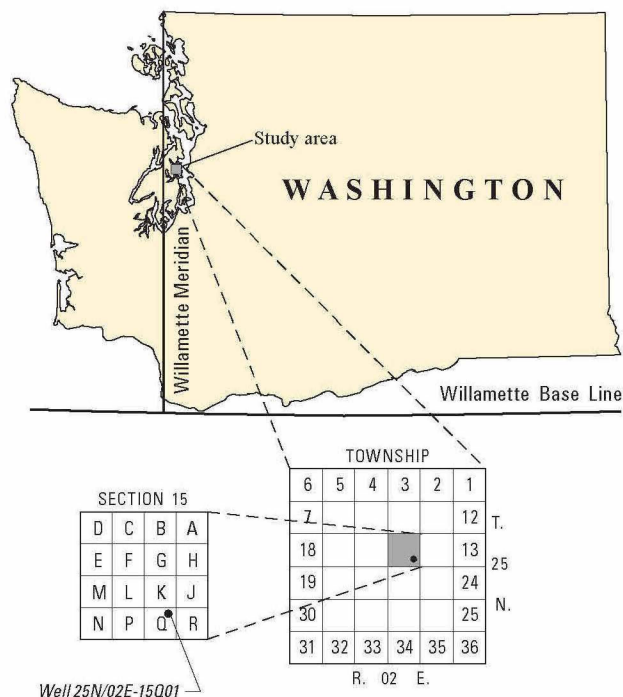 Study area
WASHINGTON
Willamette Meridian
Willamette Base Line
TOWNSHIP
6 5 4 3 2 1
7 12
18 13
19 24
30 25
31 32 33 34 35 36
T.
25
N.
R. 02 E.
SECTION 15
D C B A
E F G H
M L K J
N P Q R
Well 25N/02E-15Q01